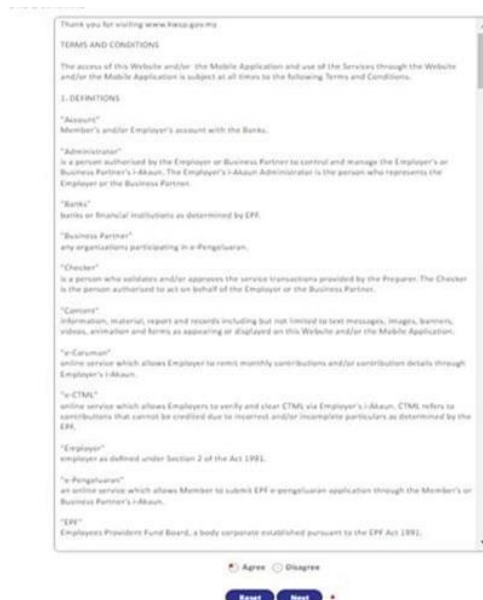 Thank you for visiting www.kwsp.gov.my
TERMS AND CONDITIONS
The access of this Website and/or the Mobile Application and use of the Services through the Website
and/or the Mobile Application is subject at all times to the following Terms and Conditions.
1. DEFINITIONS
"Account"
Member's and/or Employer's account with the Banks.
"Administrator"
is a person authorised by the Employer or Business Partner to control and manage the Employer's or
Business Partner's i-Akaun. The Employer's i-Akaun Administrator is the person who represents the
Employer or the Business Partner.
"Banks"
banks or financial institutions as determined by EPF.
"Business Partner"
any organisations participating in e-Pengeluaran.
"Checker"
is a person who validates and/or approves the service transactions provided by the Preparer. The Checker
is the person authorised to act on behalf of the Employer or the Business Partner.
"Content"
information, material, report and records including but not limited to text messages, images, banners,
videos, animation and forms as appearing or displayed on this Website and/or the Mobile Application.
"e-Caruman"
online service which allows Employer to remit monthly contributions and/or contribution details through
Employer's i-Akaun.
"e-CTML"
online service which allows Employers to verify and clear CTML via Employer's i-Akaun. CTML refers to
contributions that cannot be credited due to incorrect and/or incomplete particulars as determined by the
EPF.
"Employer"
employer as defined under Section 2 of the Act 1991.
"e-Pengeluaran"
an online service which allows Member to submit EPF e-pengeluaran application through the Member's or
Business Partner's i-Akaun.
"EPF"
Employees Provident Fund Board, a body corporate established pursuant to the EPF Act 1991.
Agree Disagree
Reset Next